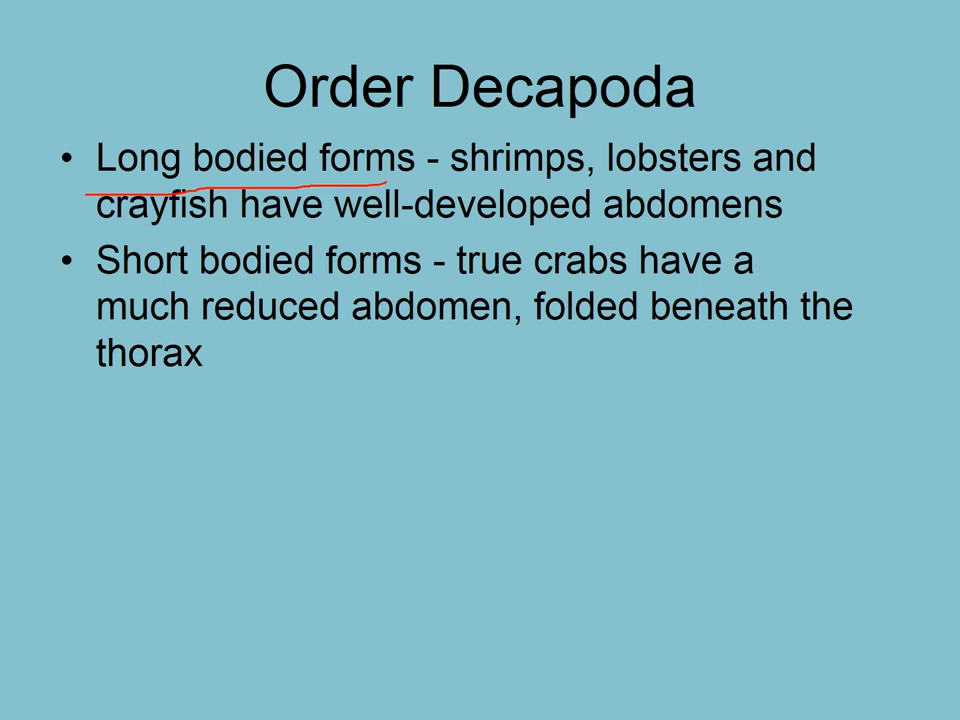 Order Decapoda
• Long bodied forms - shrimps, lobsters and
crayfish have well-developed abdomens
• Short bodied forms - true crabs have a
much reduced abdomen, folded beneath the
thorax